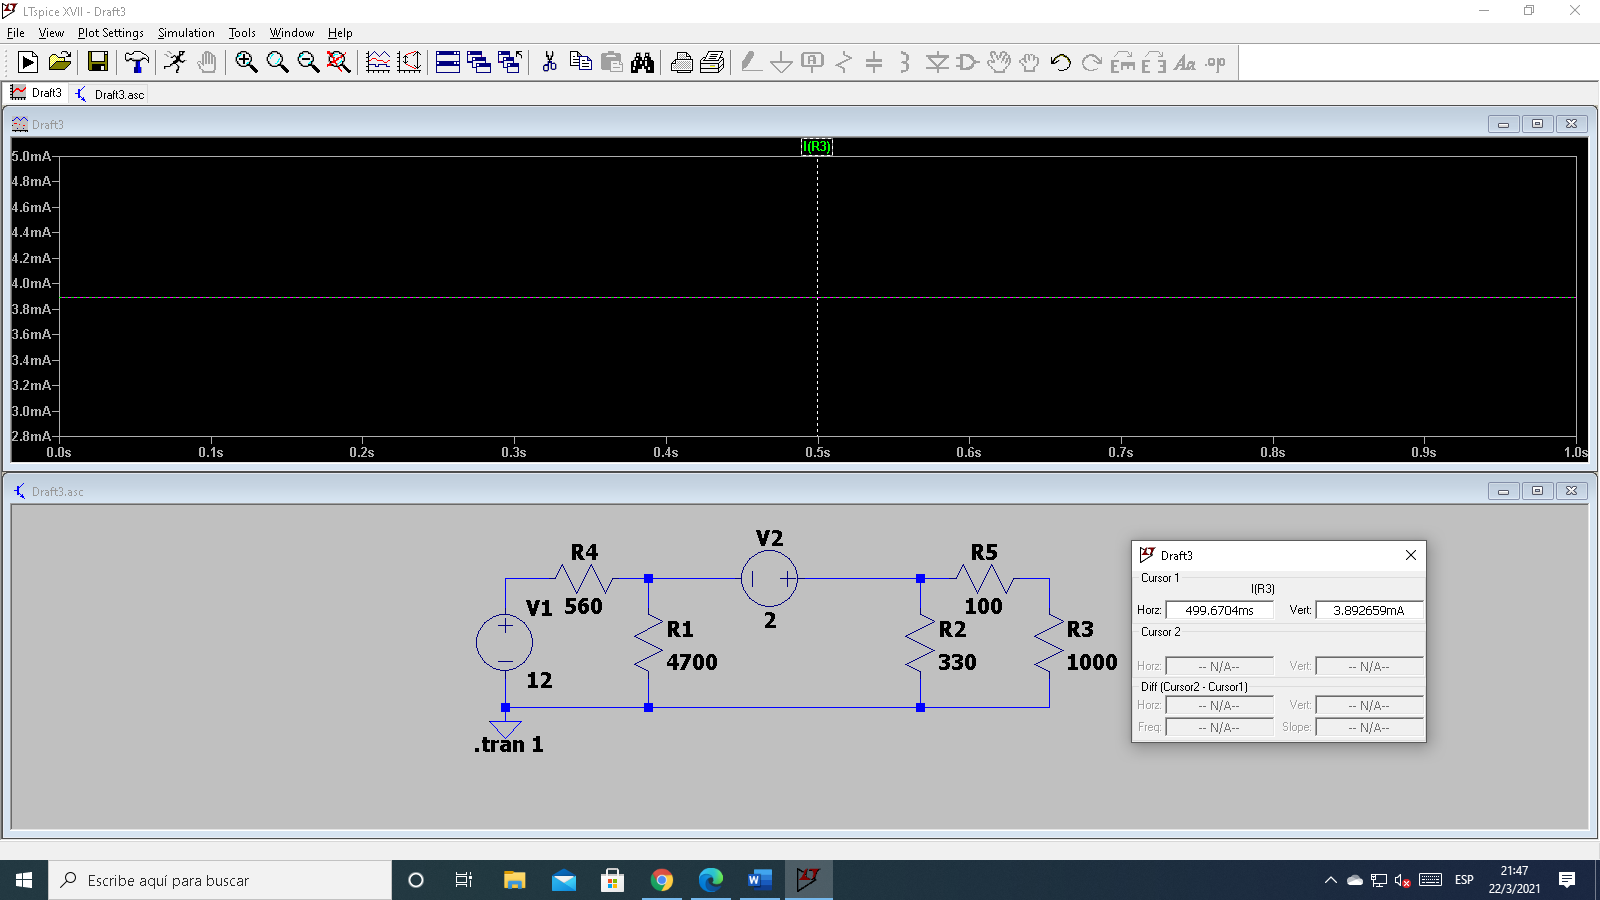 LTspice XVII - Draft3
File View Plot Settings Simulation Tools Window Help
Draft3 Draft3.asc
Draft3
I(R3)
5.0mA
4.8mA
4.6mA
4.4mA
4.2mA
4.0mA
3.8mA
3.6mA
3.4mA
3.2mA
3.0mA
2.8mA
0.0s 0.1s 0.2s 0.3s 0.4s 0.5s 0.6s 0.7s 0.8s 0.9s 1.0s
Draft3.asc
V2
R4
R5
V1 560
100
2
R1
R2
R3
4700
330
1000
12
.tran 1
Draft3
Cursor 1
I(R3)
Horz: 499.6704ms Vert: 3.892659mA
Cursor 2
Horz: -- N/A-- Vert: -- N/A--
Diff (Cursor2 - Cursor1)
Horz: -- N/A-- Vert: -- N/A--
Freq: -- N/A-- Slope: -- N/A--
Escribe aquí para buscar
ESP
21:47
22/3/2021